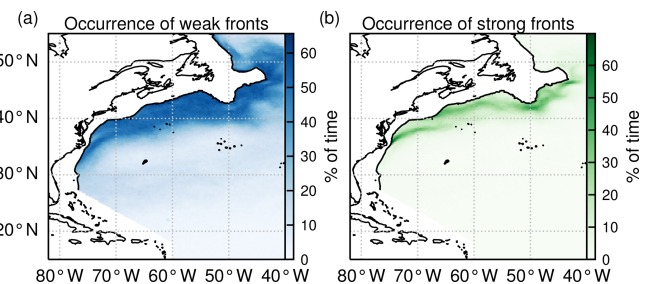 (a) Occurrence of weak fronts
50°N
40°N
30°N
20°N
80°W 70°W 60°W 50°W 40°W
60
50
40
30
20
10
0
% of time
(b) Occurrence of strong fronts
80°W 70°W 60°W 50°W 40°W
60
50
40
30
20
10
0
% of time